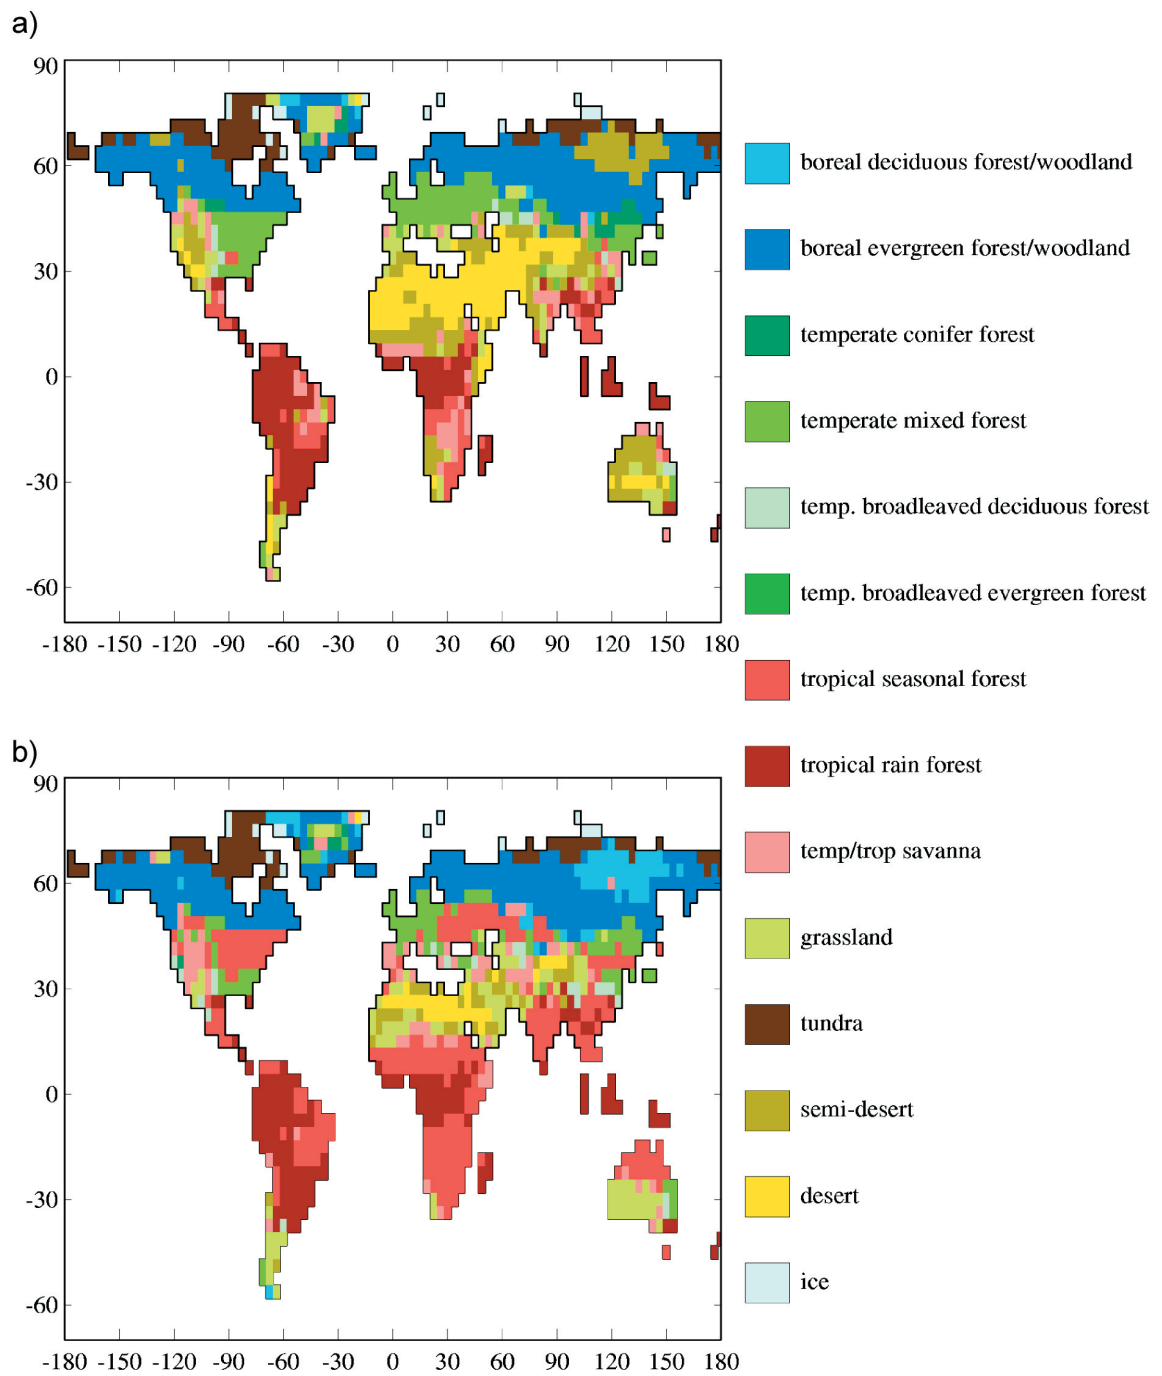 a)
90
60
30
0
-30
-60
-180 -150 -120 -90 -60 -30 0 30 60 90 120 150 180
boreal deciduous forest/woodland
boreal evergreen forest/woodland
temperate conifer forest
temperate mixed forest
temp. broadleaved deciduous forest
temp. broadleaved evergreen forest
tropical seasonal forest
tropical rain forest
temp/trop savanna
grassland
tundra
semi-desert
desert
ice
b)
90
60
30
0
-30
-60
-180 -150 -120 -90 -60 -30 0 30 60 90 120 150 180